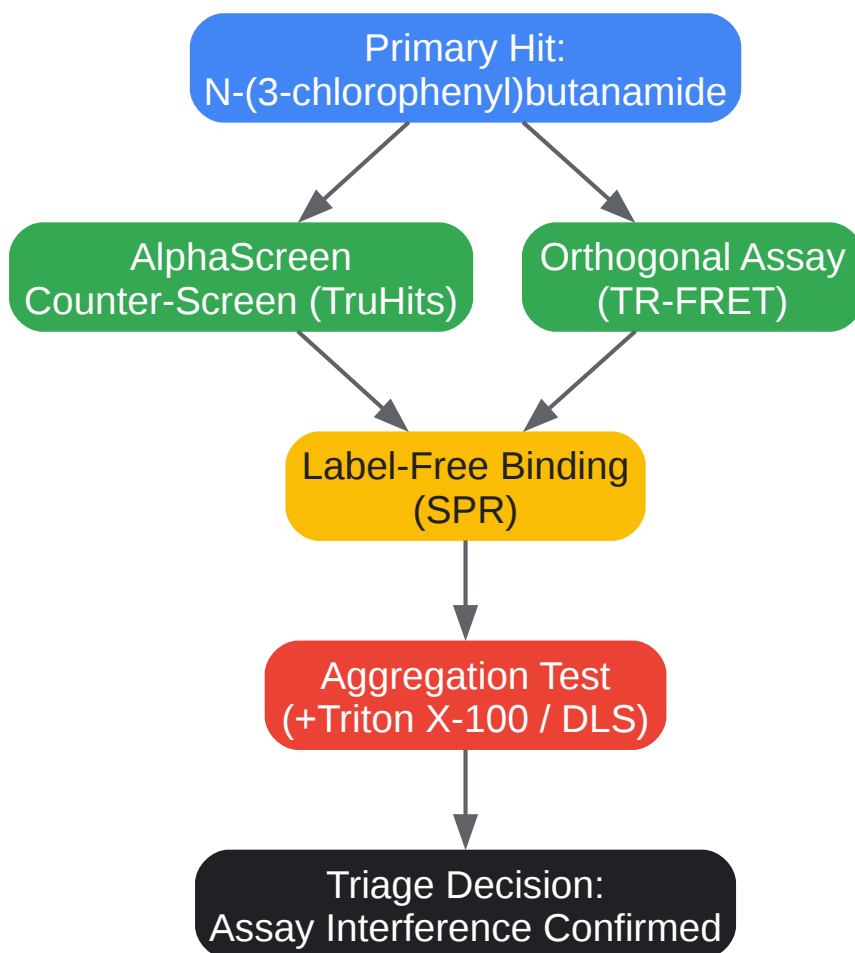 Primary Hit:
N-(3-chlorophenyl)butanamide
AlphaScreen
Counter-Screen (TruHits)
Orthogonal Assay
(TR-FRET)
Label-Free Binding
(SPR)
Aggregation Test
(+Triton X-100 / DLS)
Triage Decision:
Assay Interference Confirmed